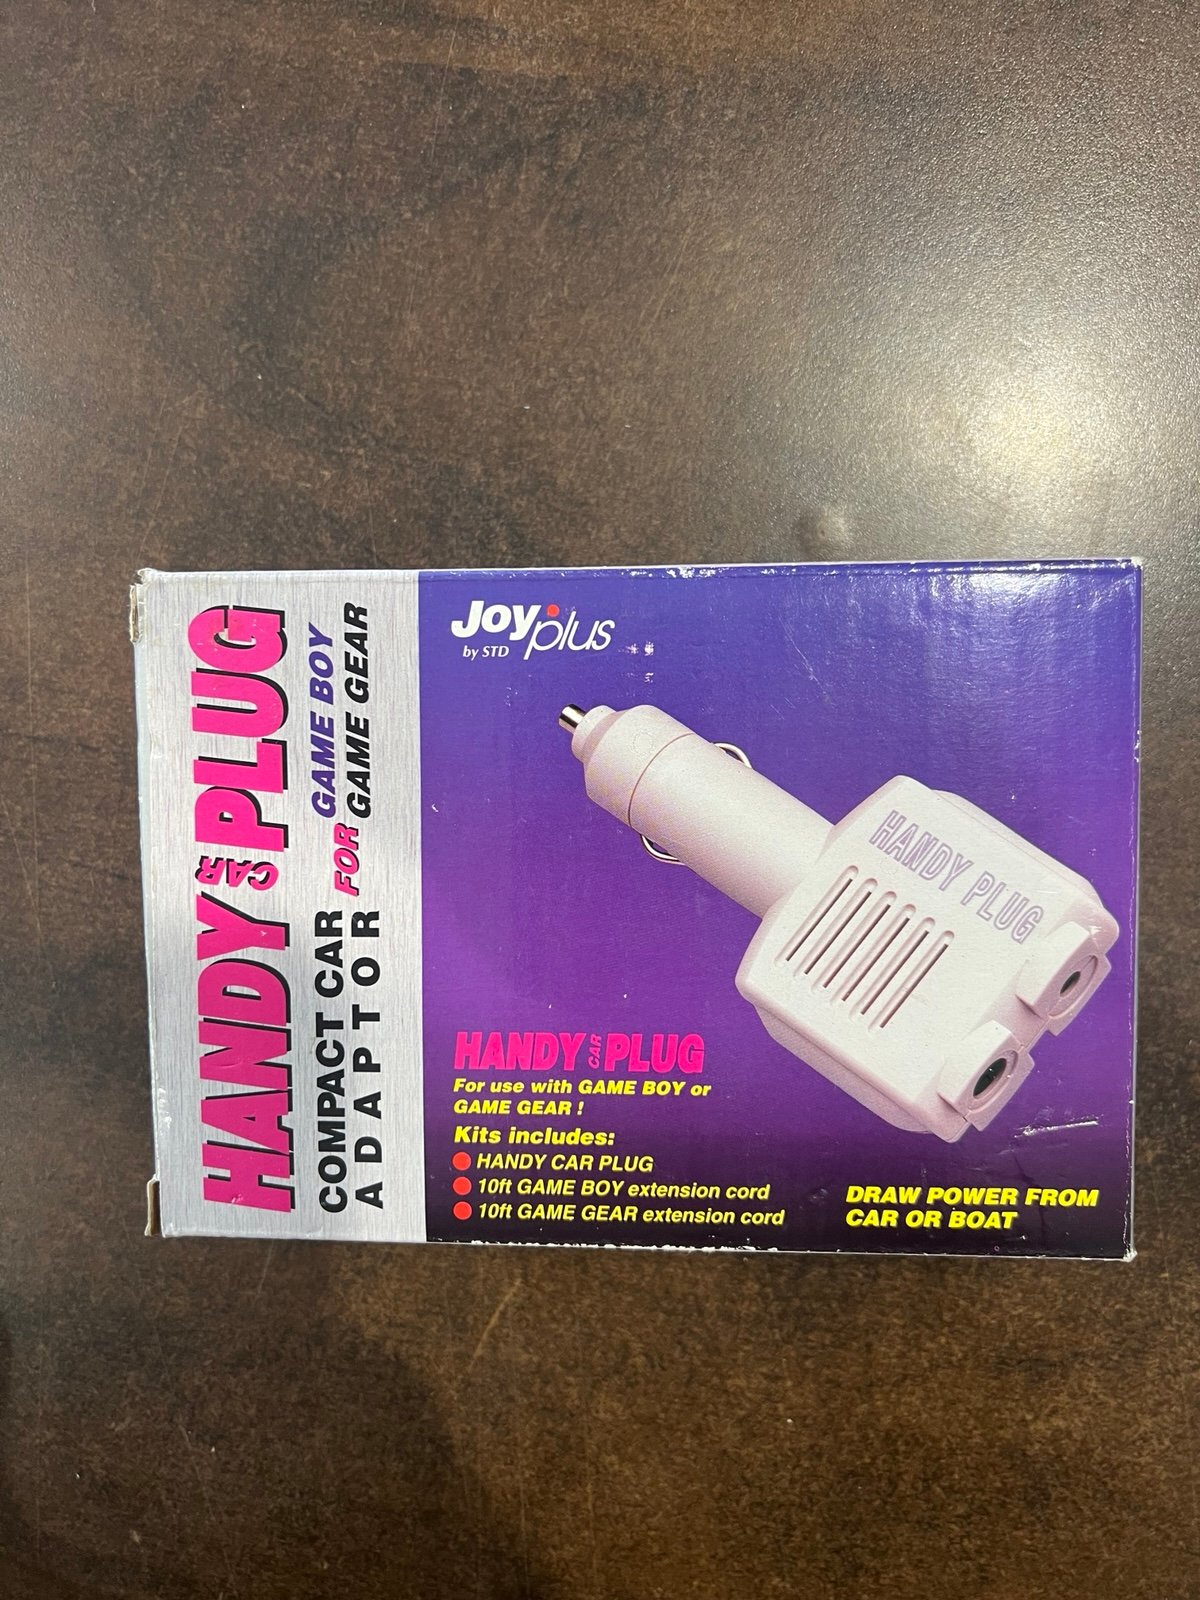 HANDY CAR PLUG
COMPACT CAR
ADAPTOR
FOR
GAME BOY
GAME GEAR
Joyplus
by STD
HANDY PLUG
HANDY CAR PLUG
For use with GAME BOY or
GAME GEAR !
Kits includes:
HANDY CAR PLUG
10ft GAME BOY extension cord
10ft GAME GEAR extension cord
DRAW POWER FROM
CAR OR BOAT